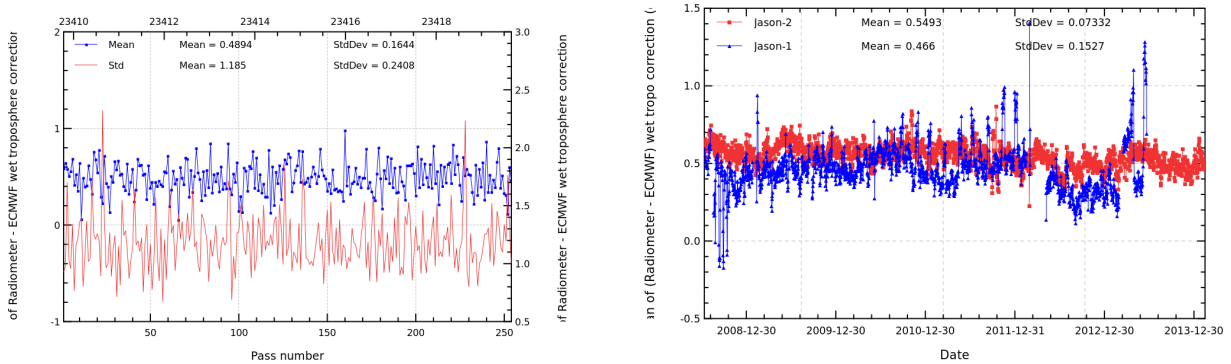 23410 23412 23414 23416 23418
Mean Mean = 0.4894 StdDev = 0.1644
Std Mean = 1.185 StdDev = 0.2408
of Radiometer - ECMWF wet troposphere correction
2
1
0
-1
3.0
2.5
2.0
1.5
1.0
0.5
of Radiometer - ECMWF wet troposphere correction
50 100 150 200 250
Pass number
Jason-2 Mean = 0.5493 StdDev = 0.07332
Jason-1 Mean = 0.466 StdDev = 0.1527
an of (Radiometer - ECMWF) wet tropo correction (
1.5
1.0
0.5
0.0
-0.5
2008-12-30 2009-12-30 2010-12-30 2011-12-31 2012-12-30 2013-12-30
Date